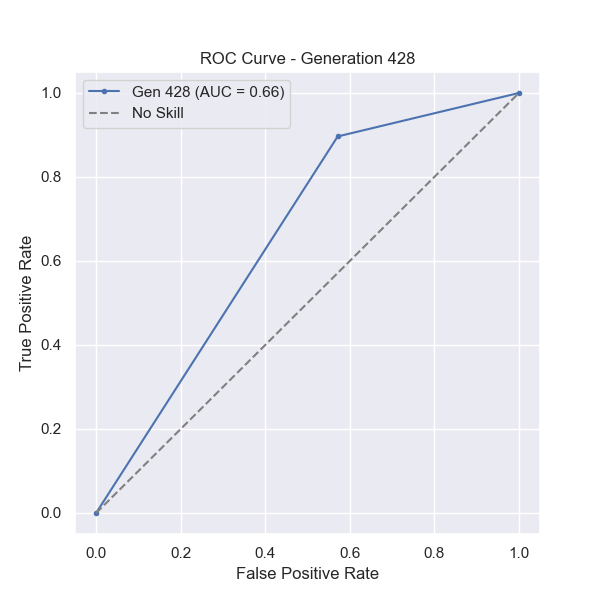 ROC Curve - Generation 428
Gen 428 (AUC = 0.66)
No Skill
True Positive Rate
1.0
0.8
0.6
0.4
0.2
0.0
0.0 0.2 0.4 0.6 0.8 1.0
False Positive Rate